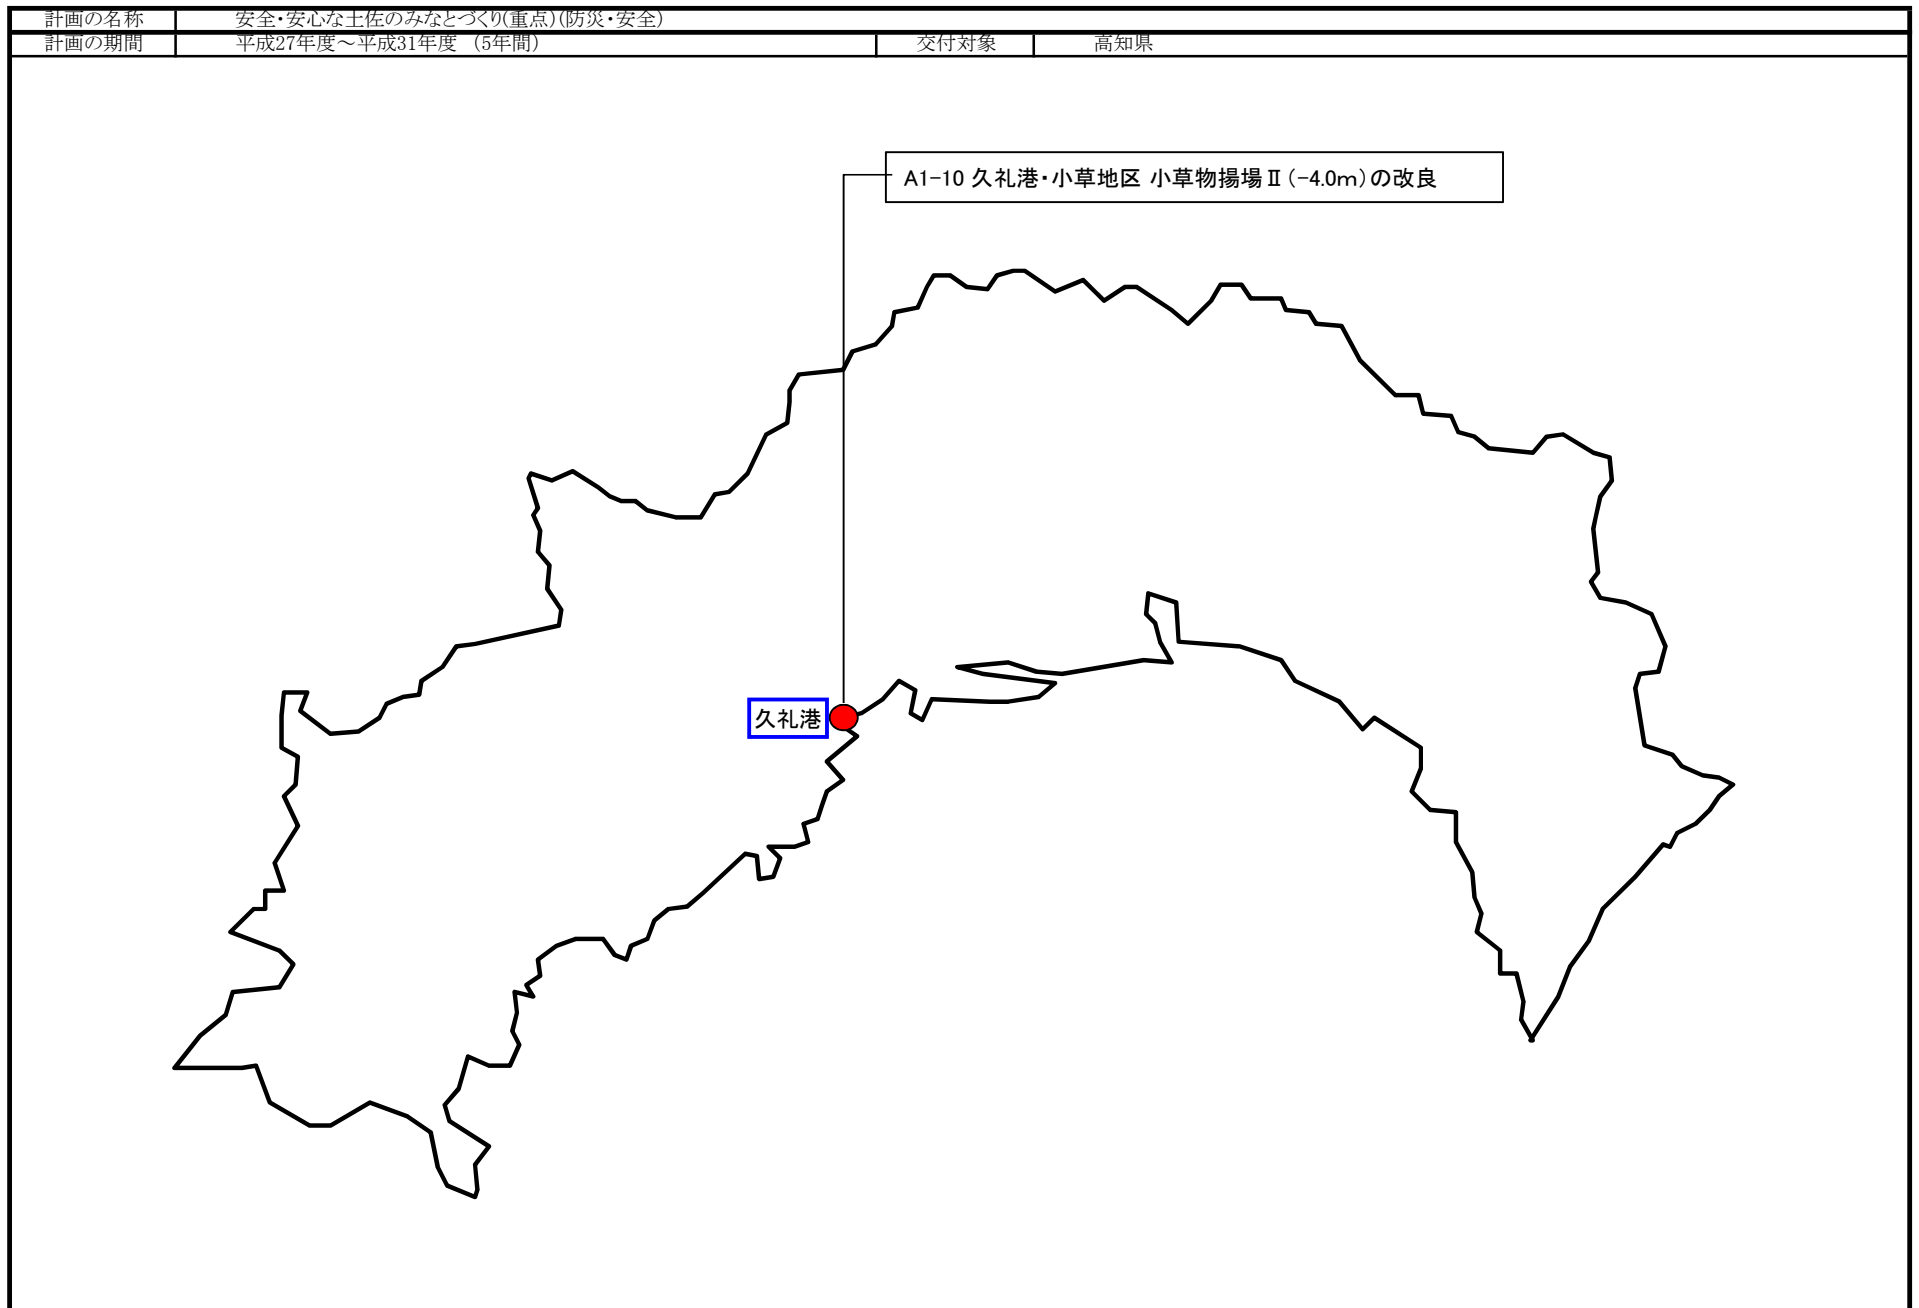 計画の名称 安全・安心な土佐のみなとづくり(重点)(防災・安全)
計画の期間 平成27年度～平成31年度 (5年間) 交付対象 高知県
A1-10 久礼港・小草地区 小草物揚場Ⅱ(-4.0m)の改良
久礼港